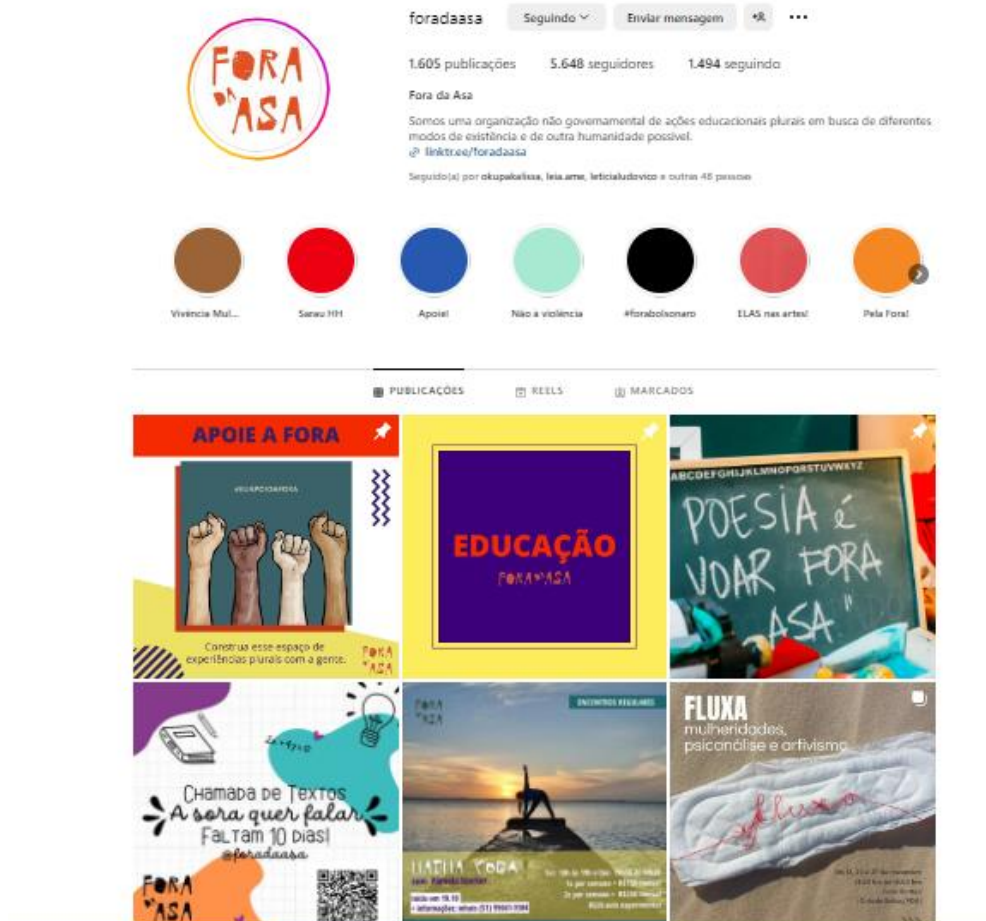 FORA
DA
ASA
foradaasa
Seguindo
Enviar mensagem
1.605 publicações
5.648 seguidores
1.494 seguindo
Fora da Asa
Somos uma organização não governamental de ações educacionais plurais em busca de diferentes
modos de existência e de outra humanidade possível.
linktr.ee/foradaasa
Seguido(a) por okupakalissa, leia.ame, leticialudovico e outras 48 pessoas
Vivência Mul...
Sarau HH
Apoie!
Não à violência
#forabolsonaro
ELAS nas artes!
Pela Fora!
PUBLICAÇÕES
REELS
MARCADOS
APOIE A FORA
Construa esse espaço de
experiências plurais com a gente.
FORA
DA ASA
EDUCAÇÃO
FORA DA ASA
ABCDEFGHIJKLMNOPQRSTUVWXYZ
POESIA é
VOAR FORA
ASA"
CHAMADA DE TEXTOS
A sora quer falar
FALTAM 10 DIAS!
@foradaasa
FORA
DA ASA
FORA
DA ASA
ENCONTROS REGULARES
HATHA YOGA
FLUXA
mulheridades,
psicanálise e artivismo
fluxa